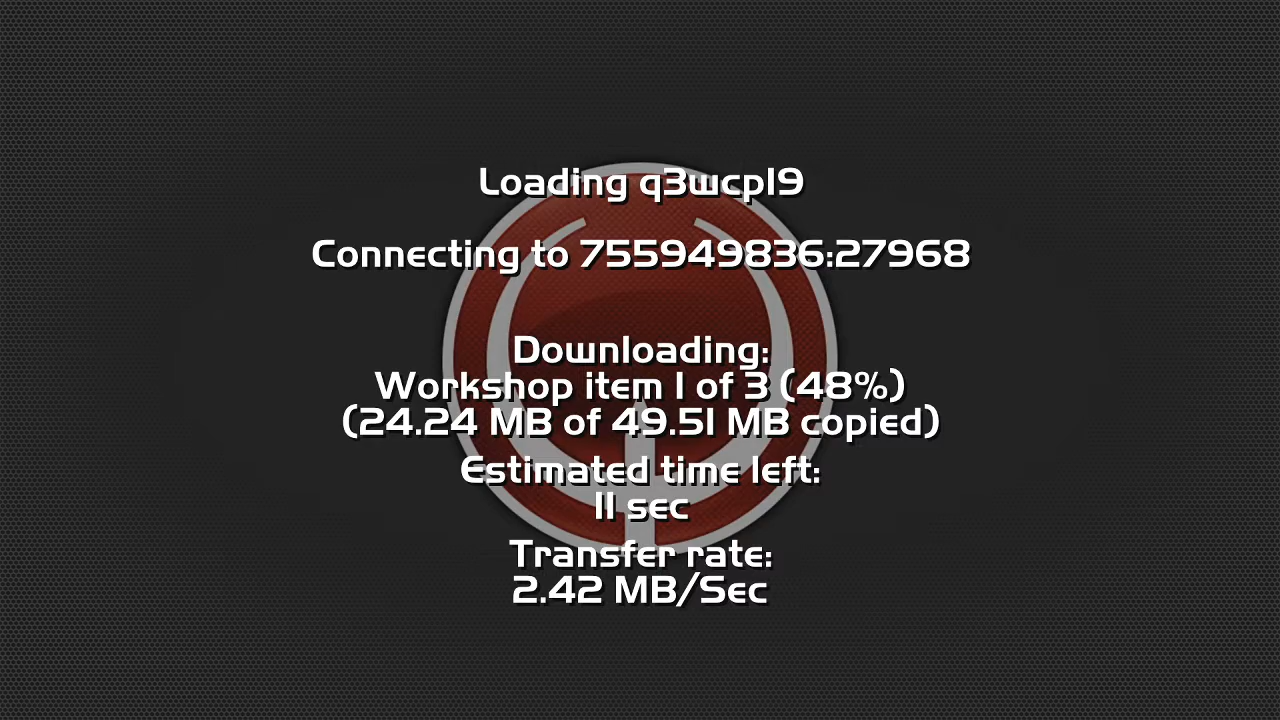 Loading q3wcp19
Connecting to 755949836:27968
Downloading:
Workshop item 1 of 3 (48%)
(24.24 MB of 49.51 MB copied)
Estimated time left:
11 sec
Transfer rate:
2.42 MB/Sec